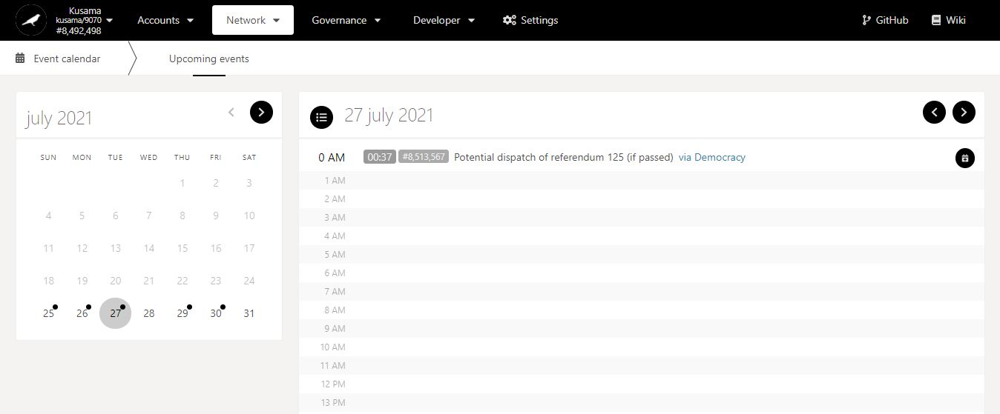 Kusama
kusama/9070
#8,492,498
Accounts
Network
Governance
Developer
Settings
GitHub
Wiki
Event calendar
Upcoming events
july 2021
SUN MON TUE WED THU FRI SAT
1 2 3
4 5 6 7 8 9 10
11 12 13 14 15 16 17
18 19 20 21 22 23 24
25 26 27 28 29 30 31
27 july 2021
0 AM 00:37 #8,513,567 Potential dispatch of referendum 125 (if passed) via Democracy
1 AM
2 AM
3 AM
4 AM
5 AM
6 AM
7 AM
8 AM
9 AM
10 AM
11 AM
12 PM
13 PM